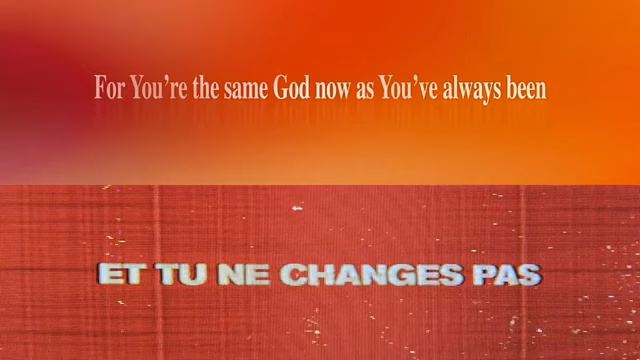 For You’re the same God now as You’ve always been
ET TU NE CHANGES PAS